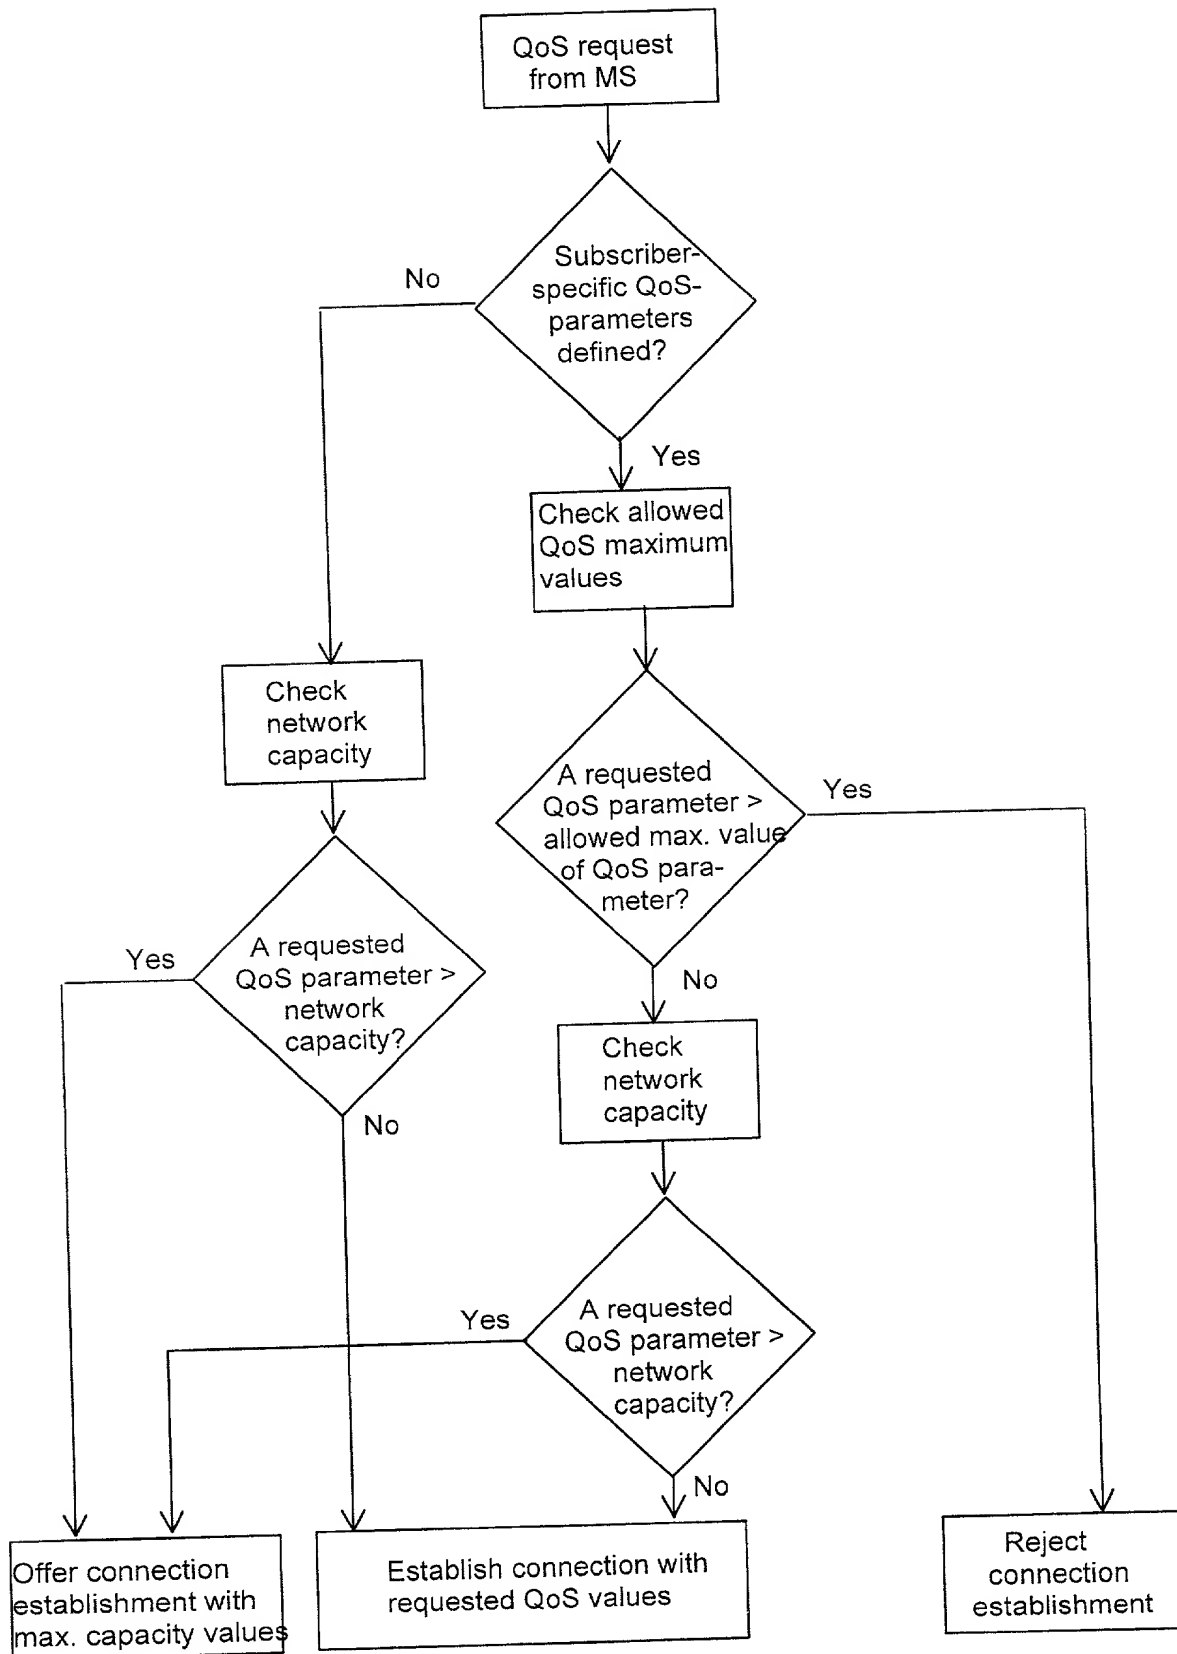 QoS request
from MS
Subscriber-
specific QoS-
parameters
defined?
No
Yes
Check allowed
QoS maximum
values
Check
network
capacity
A requested
QoS parameter >
allowed max. value
of QoS para-
meter?
Yes
A requested
QoS parameter >
network
capacity?
Yes
No
No
Check
network
capacity
A requested
QoS parameter >
network
capacity?
Yes
No
Offer connection
establishment with
max. capacity values
Establish connection with
requested QoS values
Reject
connection
establishment